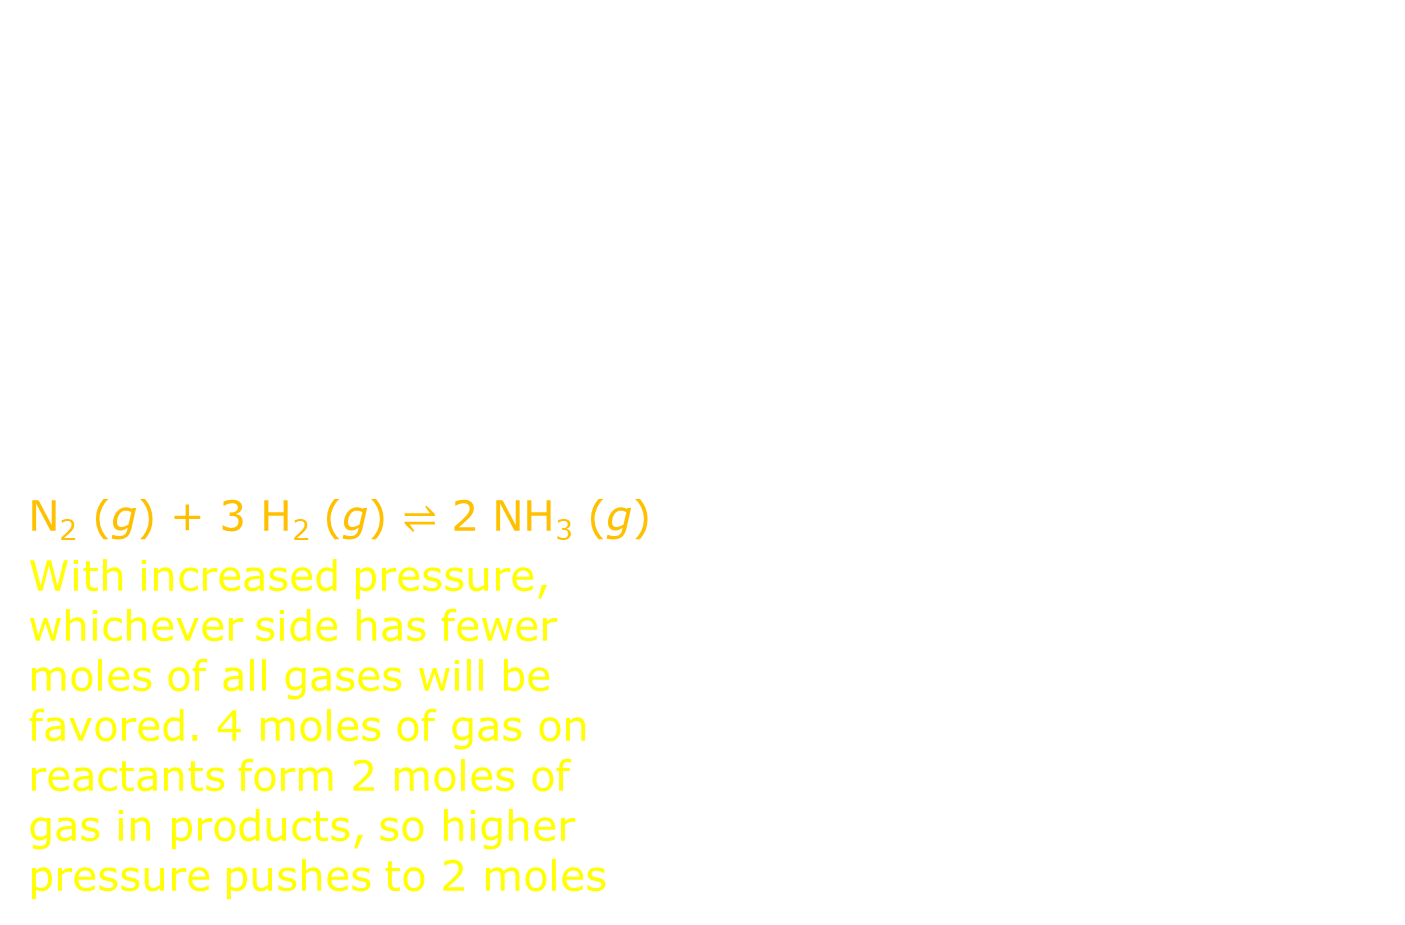 N₂ (g) + 3 H₂ (g) ⇌ 2 NH₃ (g)
With increased pressure,
whichever side has fewer
moles of all gases will be
favored. 4 moles of gas on
reactants form 2 moles of
gas in products, so higher
pressure pushes to 2 moles